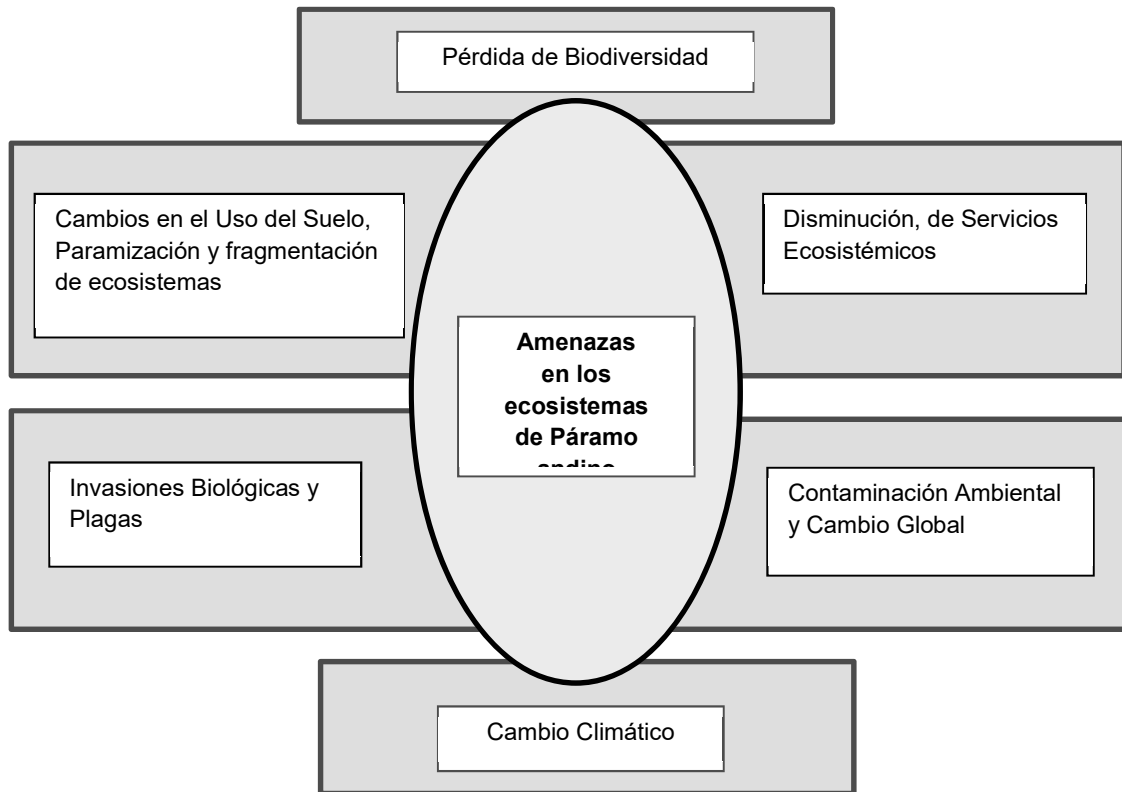 Pérdida de Biodiversidad
Cambios en el Uso del Suelo,
Paramización y fragmentación
de ecosistemas
Disminución, de Servicios
Ecosistémicos
Amenazas
en los
ecosistemas
de Páramo
andino
Invasiones Biológicas y
Plagas
Contaminación Ambiental
y Cambio Global
Cambio Climático